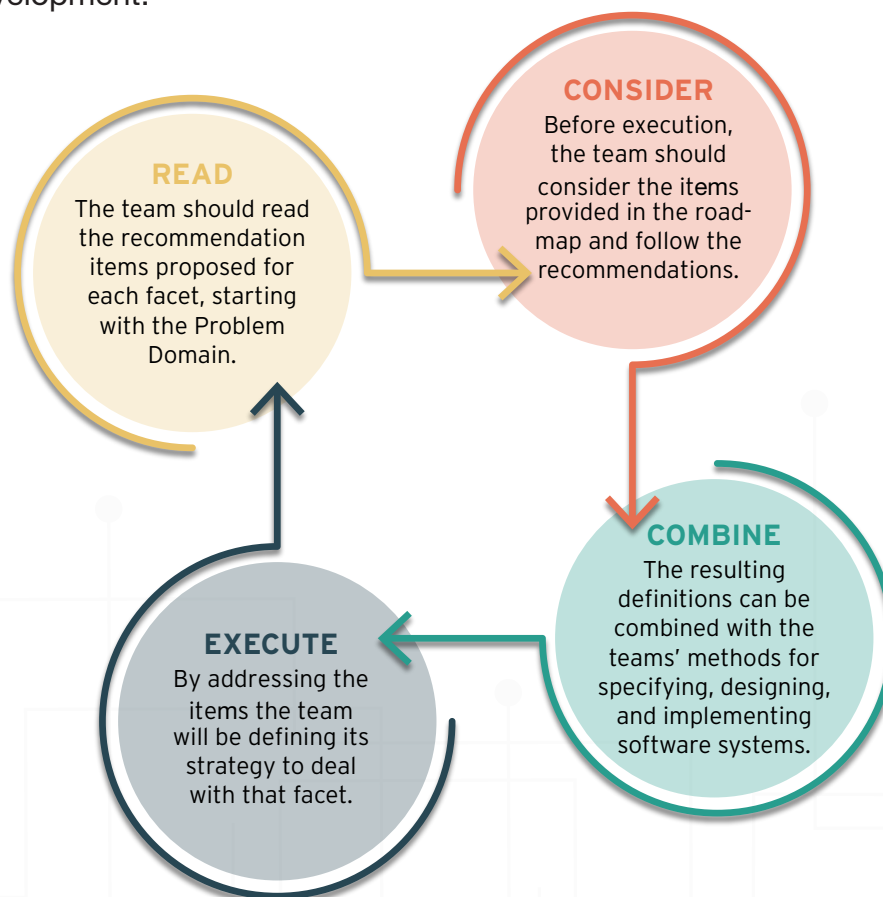 velopment.
READ
The team should read
the recommendation
items proposed for
each facet, starting
with the Problem
Domain.
CONSIDER
Before execution,
the team should
consider the items
provided in the road-
map and follow the
recommendations.
COMBINE
The resulting
definitions can be
combined with the
teams’ methods for
specifying, designing,
and implementing
software systems.
EXECUTE
By addressing the
items the team
will be defining its
strategy to deal
with that facet.